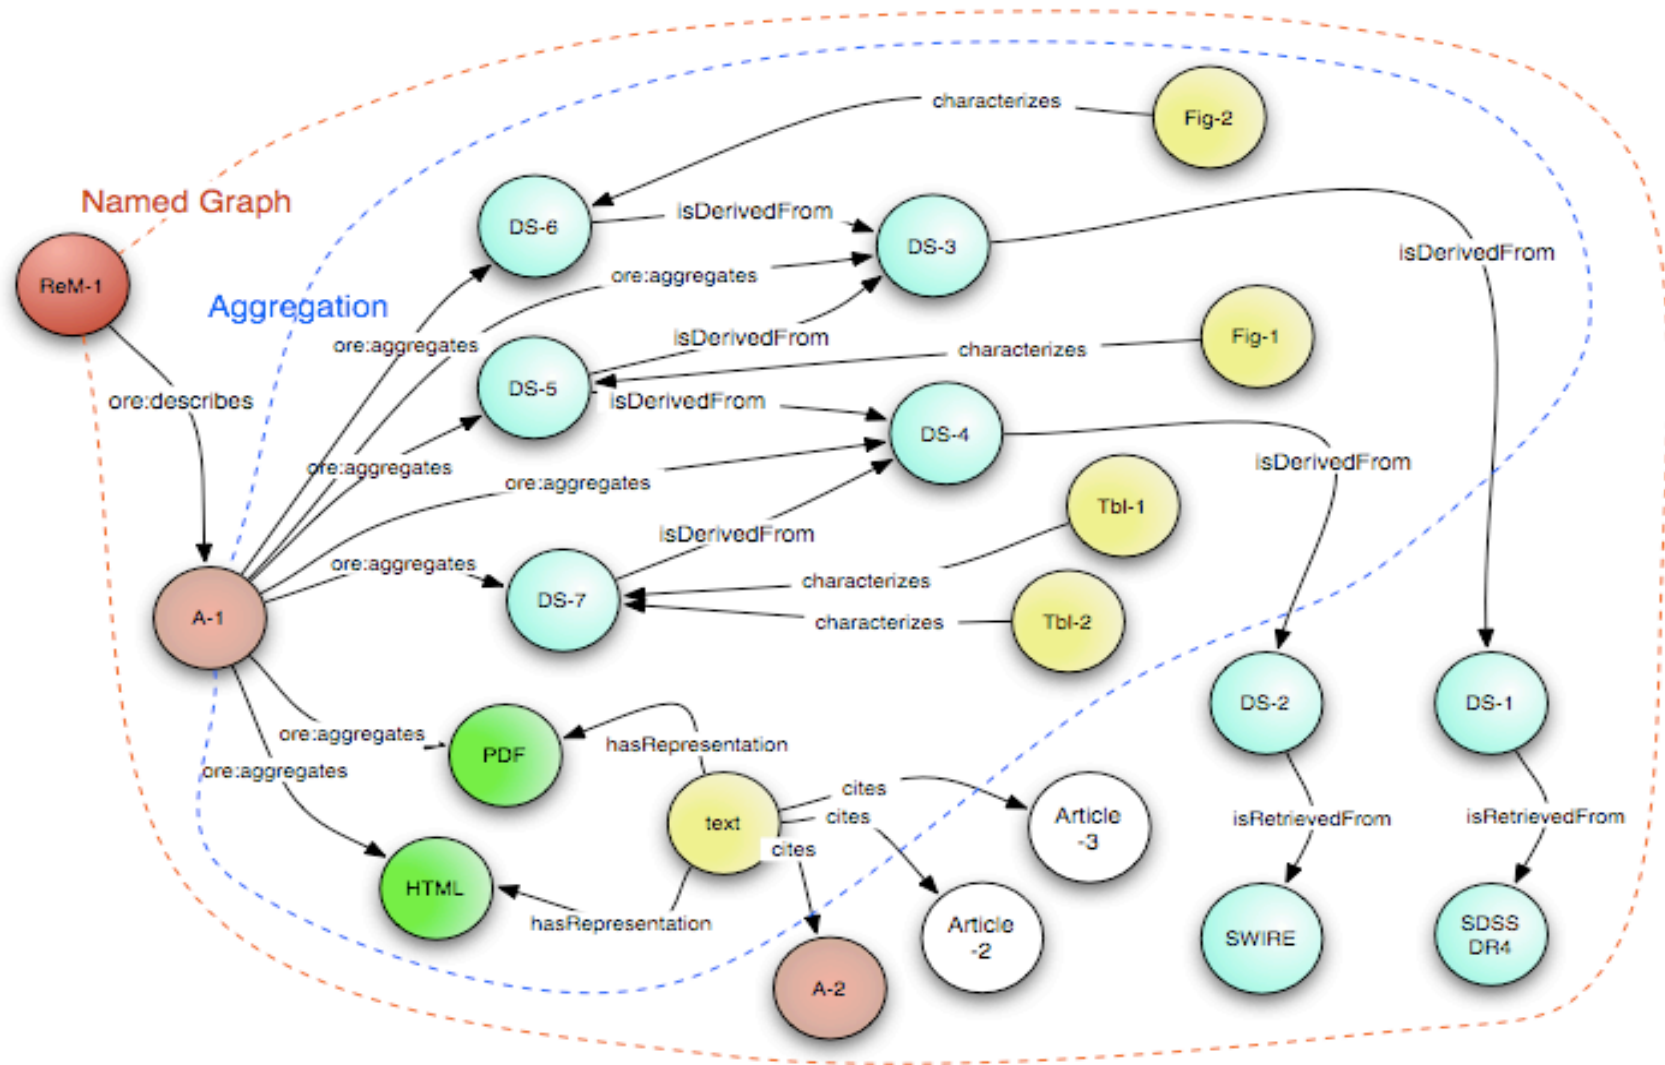 characterizes
Fig-2
Named Graph
DS-6
isDerivedFrom
DS-3
isDerivedFrom
ReM-1
ore:aggregates
Aggregation
ore:aggregates
isDerivedFrom
characterizes
Fig-1
DS-5
ore:describes
isDerivedFrom
DS-4
isDerivedFrom
ore:aggregates
ore:aggregates
Tbl-1
isDerivedFrom
ore:aggregates
characterizes
DS-7
A-1
characterizes
Tbl-2
DS-2
DS-1
ore:aggregates
PDF
hasRepresentation
ore:aggregates
cites
text
cites
Article
-3
isRetrievedFrom
isRetrievedFrom
cites
HTML
hasRepresentation
Article
-2
SWIRE
SDSS
DR4
A-2